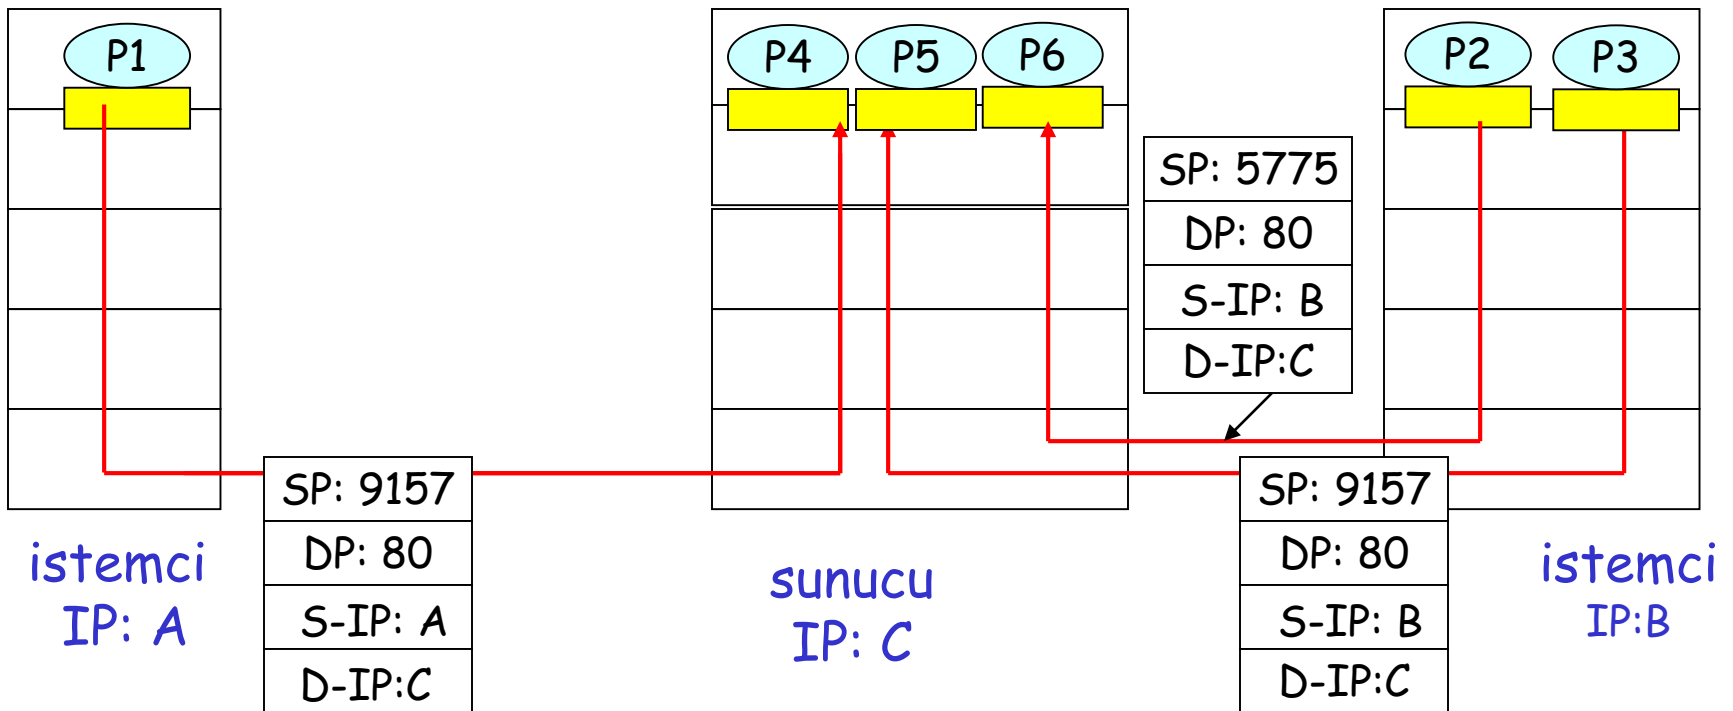 P1
P4
P5
P6
P2
P3
SP: 5775
DP: 80
S-IP: B
D-IP:C
SP: 9157
DP: 80
S-IP: A
D-IP:C
SP: 9157
DP: 80
S-IP: B
D-IP:C
istemci
IP: A
sunucu
IP: C
istemci
IP:B